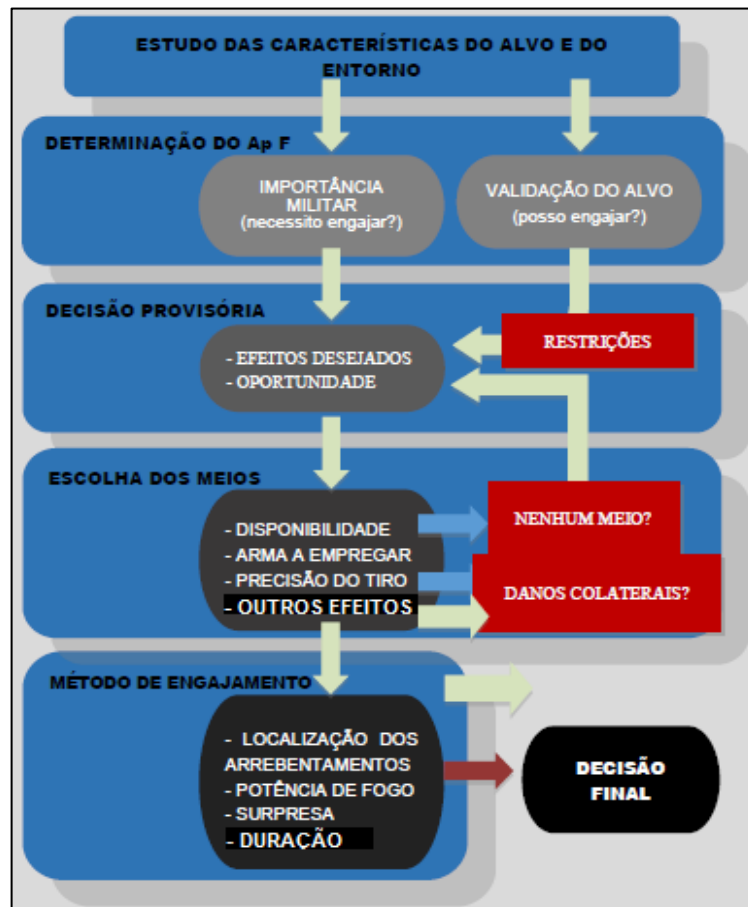 ESTUDO DAS CARACTERÍSTICAS DO ALVO E DO
ENTORNO
DETERMINAÇÃO DO Ap F
IMPORTÂNCIA
MILITAR
(necessito engajar?)
VALIDAÇÃO DO ALVO
(posso engajar?)
DECISÃO PROVISÓRIA
- EFEITOS DESEJADOS
- OPORTUNIDADE
RESTRIÇÕES
ESCOLHA DOS MEIOS
- DISPONIBILIDADE
- ARMA A EMPREGAR
- PRECISÃO DO TIRO
- OUTROS EFEITOS
NENHUM MEIO?
DANOS COLATERAIS?
MÉTODO DE ENGAJAMENTO
- LOCALIZAÇÃO DOS
ARREBENTAMENTOS
- POTÊNCIA DE FOGO
- SURPRESA
- DURAÇÃO
DECISÃO
FINAL